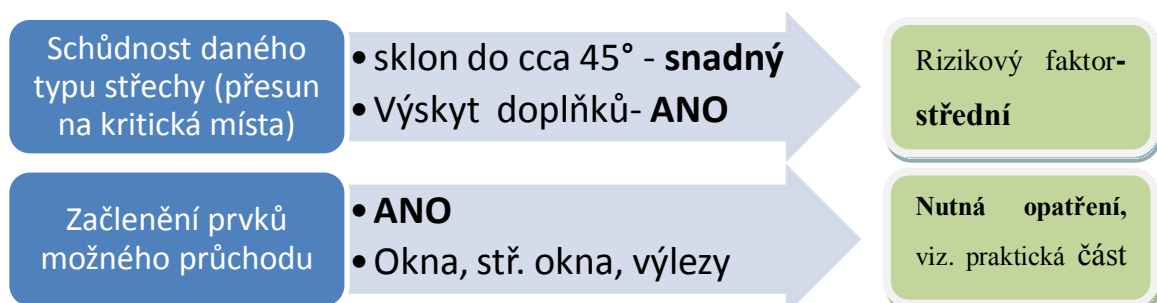 Schůdnost daného
typu střechy (přesun
na kritická místa)
• sklon do cca 45° - snadný
• Výskyt doplňků- ANO
Rizikový faktor-
střední
Začlenění prvků
možného průchodu
• ANO
• Okna, stř. okna, výlezy
Nutná opatření,
viz. praktická část